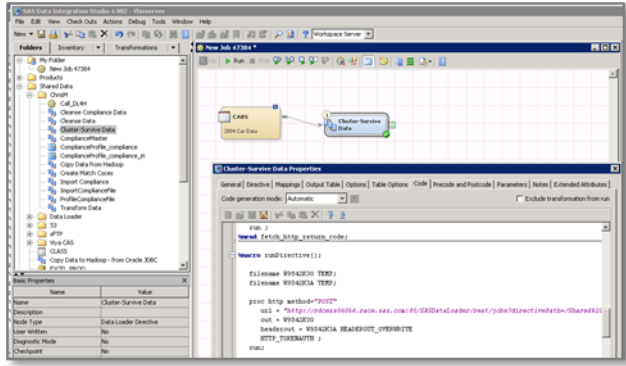 SAS Data Integration Studio 4.902 - thinserver
File Edit View Check Outs Actions Debug Tools Window Help
New
Workspace Server
Folders Inventory Transformations
New Job 47304 *
Run Stop
My Folder
New Job 47304
Products
Shared Data
ChrisM
Call_DL4H
Cleanse Compliance Data
Cleanse Data
Cluster-Survive Data
ComplianceMaster
ComplianceProfile_compliance
ComplianceProfile_compliance_in
Copy Data from Hadoop
Create Match Codes
Import Compliance
ImportComplianceFile
ProfileComplianceFile
Transform Data
Data Loader
S3
sFTP
Viya CAS
CLASS
Copy Data to Hadoop - from Oracle JDBC
EXCEL_PROD
CARS
2004 Car Data
1
Cluster-Survive Data
Cluster-Survive Data Properties
General Directive Mappings Output Table Options Table Options Code Precode and Postcode Parameters Notes Extended Attributes
Code generation mode: Automatic
Exclude transformation from run
run ;
%mend fetch_http_return_code;
%macro runDirective();
filename W9S42K30 TEMP;
filename W9S42K3A TEMP;
proc http method="POST"
out = W9S42K30
headerout = W9S42K3A HEADEROUT_OVERWRITE
HTTP_TOKENAUTH ;
run;
Basic Properties
Name Value
Name Cluster-Survive Data
Description
Node Type Data Loader Directive
User Written No
Diagnostic Mode No
Checkpoint No